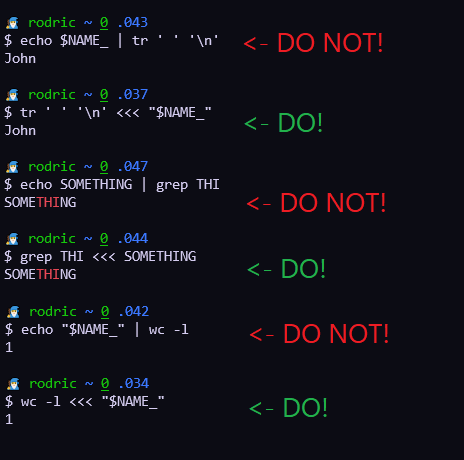 rodric ~ 0 .043
$ echo $NAME_ | tr ' ' '\n' <- DO NOT!
John
rodric ~ 0 .037
$ tr ' ' '\n' <<< "$NAME_" <- DO!
John
rodric ~ 0 .047
$ echo SOMETHING | grep THI
SOMETHING <- DO NOT!
rodric ~ 0 .044
$ grep THI <<< SOMETHING
SOMETHING <- DO!
rodric ~ 0 .042
$ echo "$NAME_" | wc -l <- DO NOT!
1
rodric ~ 0 .034
$ wc -l <<< "$NAME_" <- DO!
1